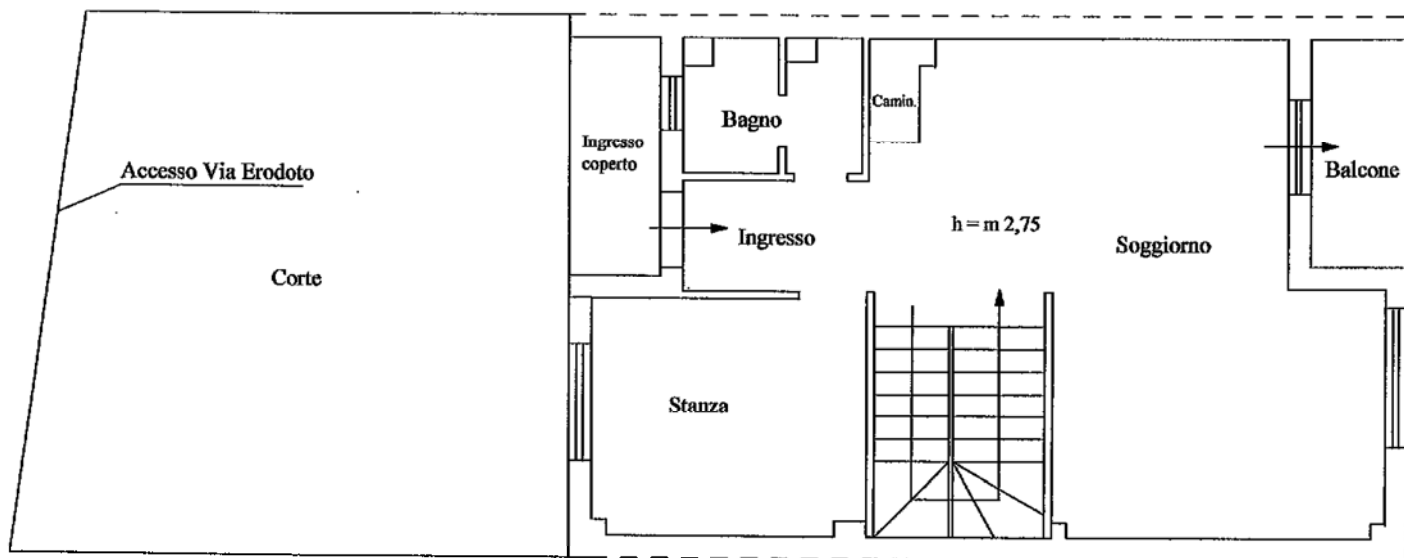 Camin.
Bagno
Ingresso
coperto
Accesso Via Erodoto
Balcone
h = m 2,75
Ingresso
Soggiorno
Corte
Stanza